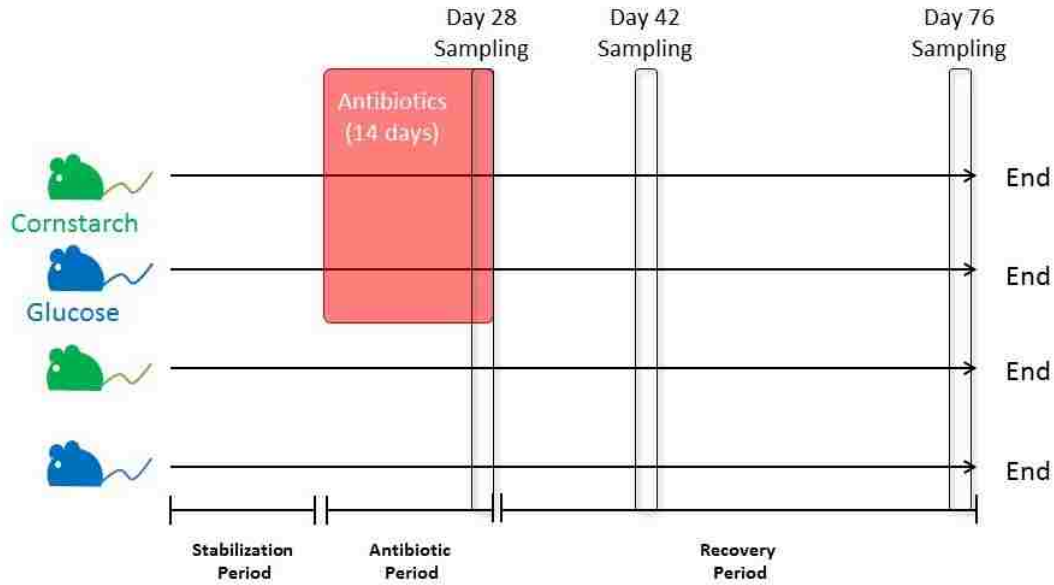 Day 28
Sampling
Day 42
Sampling
Day 76
Sampling
Antibiotics
(14 days)
End
Cornstarch
End
Glucose
End
End
Stabilization
Period
Antibiotic
Period
Recovery
Period